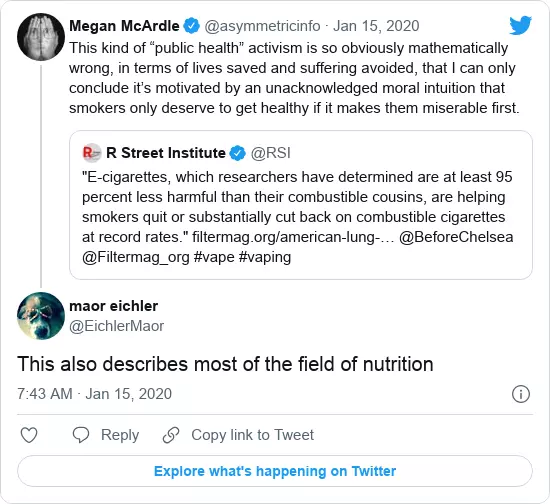 Megan McArdle @asymmetricinfo · Jan 15, 2020
This kind of “public health” activism is so obviously mathematically
wrong, in terms of lives saved and suffering avoided, that I can only
conclude it’s motivated by an unacknowledged moral intuition that
smokers only deserve to get healthy if it makes them miserable first.
R Street Institute @RSI
"E-cigarettes, which researchers have determined are at least 95
percent less harmful than their combustible cousins, are helping
smokers quit or substantially cut back on combustible cigarettes
at record rates." filtermag.org/american-lung-… @BeforeChelsea
@Filtermag_org #vape #vaping
maor eichler
@EichlerMaor
This also describes most of the field of nutrition
7:43 AM · Jan 15, 2020
Reply Copy link to Tweet
Explore what's happening on Twitter